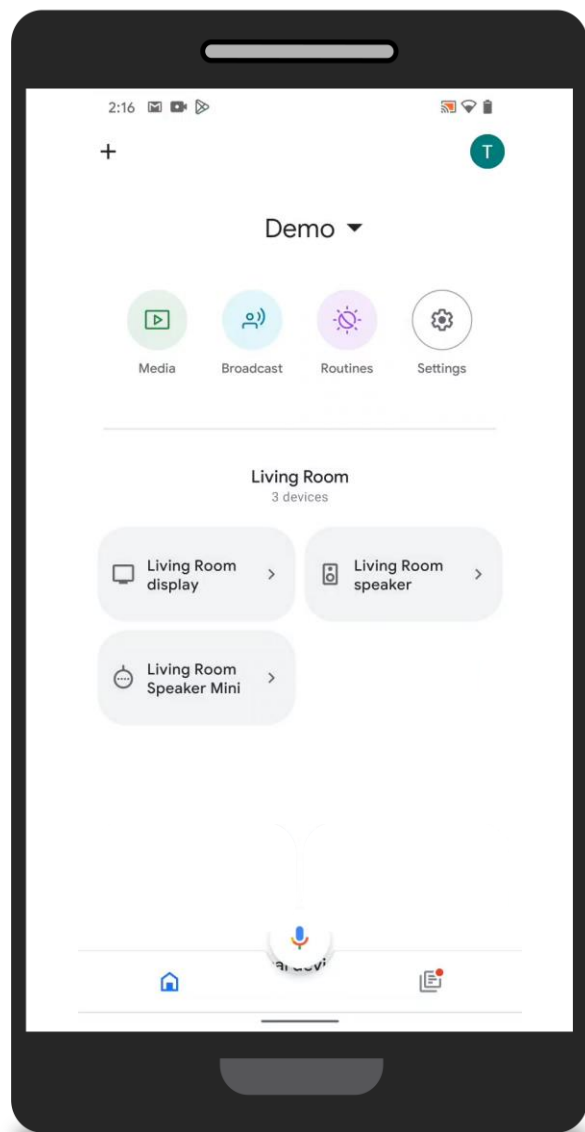 2:16
T
Demo
Media Broadcast Routines Settings
Living Room
3 devices
Living Room
display
Living Room
speaker
Living Room
Speaker Mini